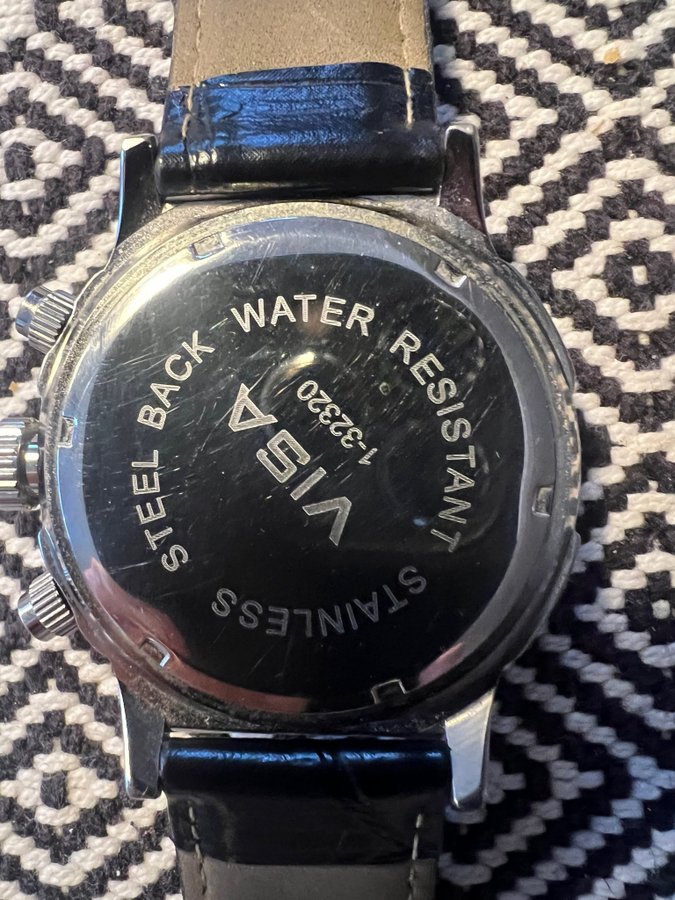 STAINLESS STEEL BACK WATER RESISTANT
VISA
1-32320